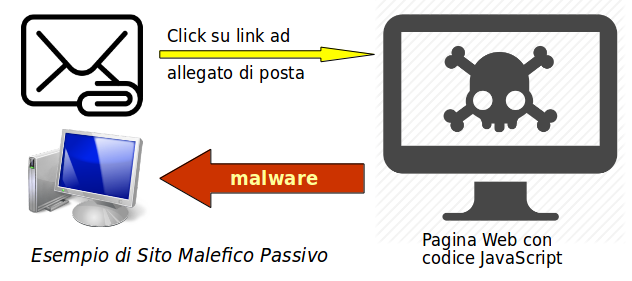 Click su link ad
allegato di posta
malware
Esempio di Sito Malefico Passivo
Pagina Web con
codice JavaScript